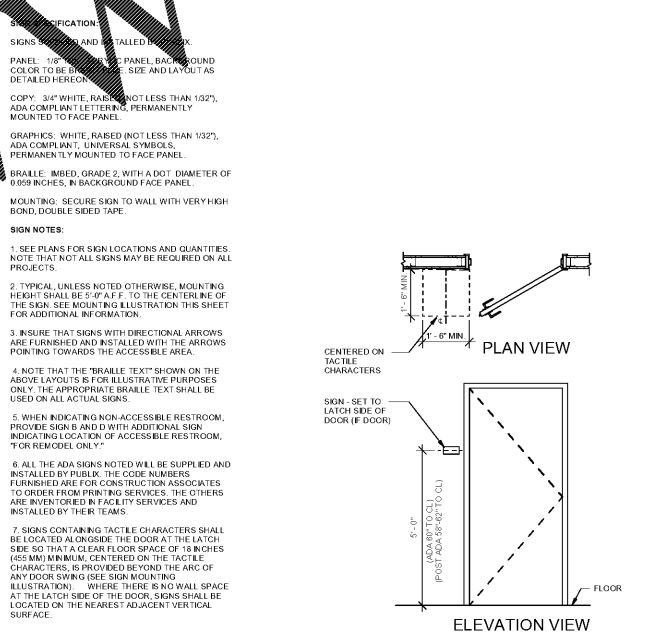 SIGN SPECIFICATION:
SIGNS AND INSTALLED BY PUBLIX.
PANEL: 1/8" PANEL, BACKGROUND
COLOR TO BE SIZE AND LAYOUT AS
DETAILED HEREON.
COPY: 3/4" WHITE, RAISED (NOT LESS THAN 1/32"),
ADA COMPLIANT LETTERING, PERMANENTLY
MOUNTED TO FACE PANEL.
GRAPHICS: WHITE, RAISED (NOT LESS THAN 1/32"),
ADA COMPLIANT, UNIVERSAL SYMBOLS,
PERMANENTLY MOUNTED TO FACE PANEL.
BRAILLE: IMBED, GRADE 2, WITH A DOT DIAMETER OF
0.059 INCHES, IN BACKGROUND FACE PANEL.
MOUNTING: SECURE SIGN TO WALL WITH VERY HIGH
BOND, DOUBLE SIDED TAPE.
SIGN NOTES:
1. SEE PLANS FOR SIGN LOCATIONS AND QUANTITIES.
NOTE THAT NOT ALL SIGNS MAY BE REQUIRED ON ALL
PROJECTS.
2. TYPICAL, UNLESS NOTED OTHERWISE, MOUNTING
HEIGHT SHALL BE 5'-0" A.F.F. TO THE CENTERLINE OF
THE SIGN. SEE MOUNTING ILLUSTRATION THIS SHEET
FOR ADDITIONAL INFORMATION.
3. INSURE THAT SIGNS WITH DIRECTIONAL ARROWS
ARE FURNISHED AND INSTALLED WITH THE ARROWS
POINTING TOWARDS THE ACCESSIBLE AREA.
4. NOTE THAT THE "BRAILLE TEXT" SHOWN ON THE
ABOVE LAYOUTS IS FOR ILLUSTRATIVE PURPOSES
ONLY. THE APPROPRIATE BRAILLE TEXT SHALL BE
USED ON ALL ACTUAL SIGNS.
5. WHEN INDICATING NON-ACCESSIBLE RESTROOM,
PROVIDE SIGN B AND D WITH ADDITIONAL SIGN
INDICATING LOCATION OF ACCESSIBLE RESTROOM,
"FOR REMODEL ONLY."
6. ALL THE ADA SIGNS NOTED WILL BE SUPPLIED AND
INSTALLED BY PUBLIX. THE CODE NUMBERS
FURNISHED ARE FOR CONSTRUCTION ASSOCIATES
TO ORDER FROM PRINTING SERVICES. THE OTHERS
ARE INVENTORIED IN FACILITY SERVICES AND
INSTALLED BY THEIR TEAMS.
7. SIGNS CONTAINING TACTILE CHARACTERS SHALL
BE LOCATED ALONGSIDE THE DOOR AT THE LATCH
SIDE SO THAT A CLEAR FLOOR SPACE OF 18 INCHES
(455 MM) MINIMUM, CENTERED ON THE TACTILE
CHARACTERS, IS PROVIDED BEYOND THE ARC OF
ANY DOOR SWING (SEE SIGN MOUNTING
ILLUSTRATION). WHERE THERE IS NO WALL SPACE
AT THE LATCH SIDE OF THE DOOR, SIGNS SHALL BE
LOCATED ON THE NEAREST ADJACENT VERTICAL
SURFACE.
1' - 6" MIN.
1' - 6" MIN.
PLAN VIEW
CENTERED ON
TACTILE
CHARACTERS
SIGN - SET TO
LATCH SIDE OF
DOOR (IF DOOR)
5' - 0"
(ADA 60" TO CL)
(POST ADA 58"-62" TO CL)
FLOOR
ELEVATION VIEW